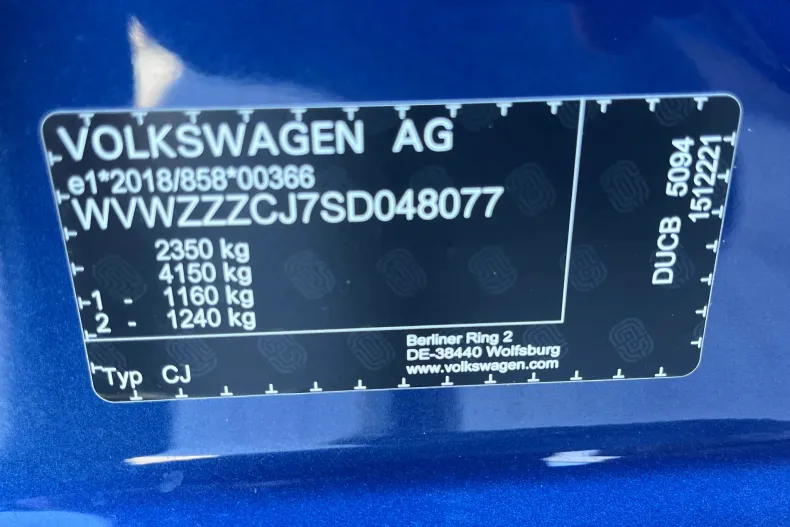 VOLKSWAGEN AG
e1*2018/858*00366
WVWZZZCJ7SD048077
2350 kg
4150 kg
1 - 1160 kg
2 - 1240 kg
Typ CJ
Berliner Ring 2
DE-38440 Wolfsburg
www.volkswagen.com
DUCB 5094
1512221